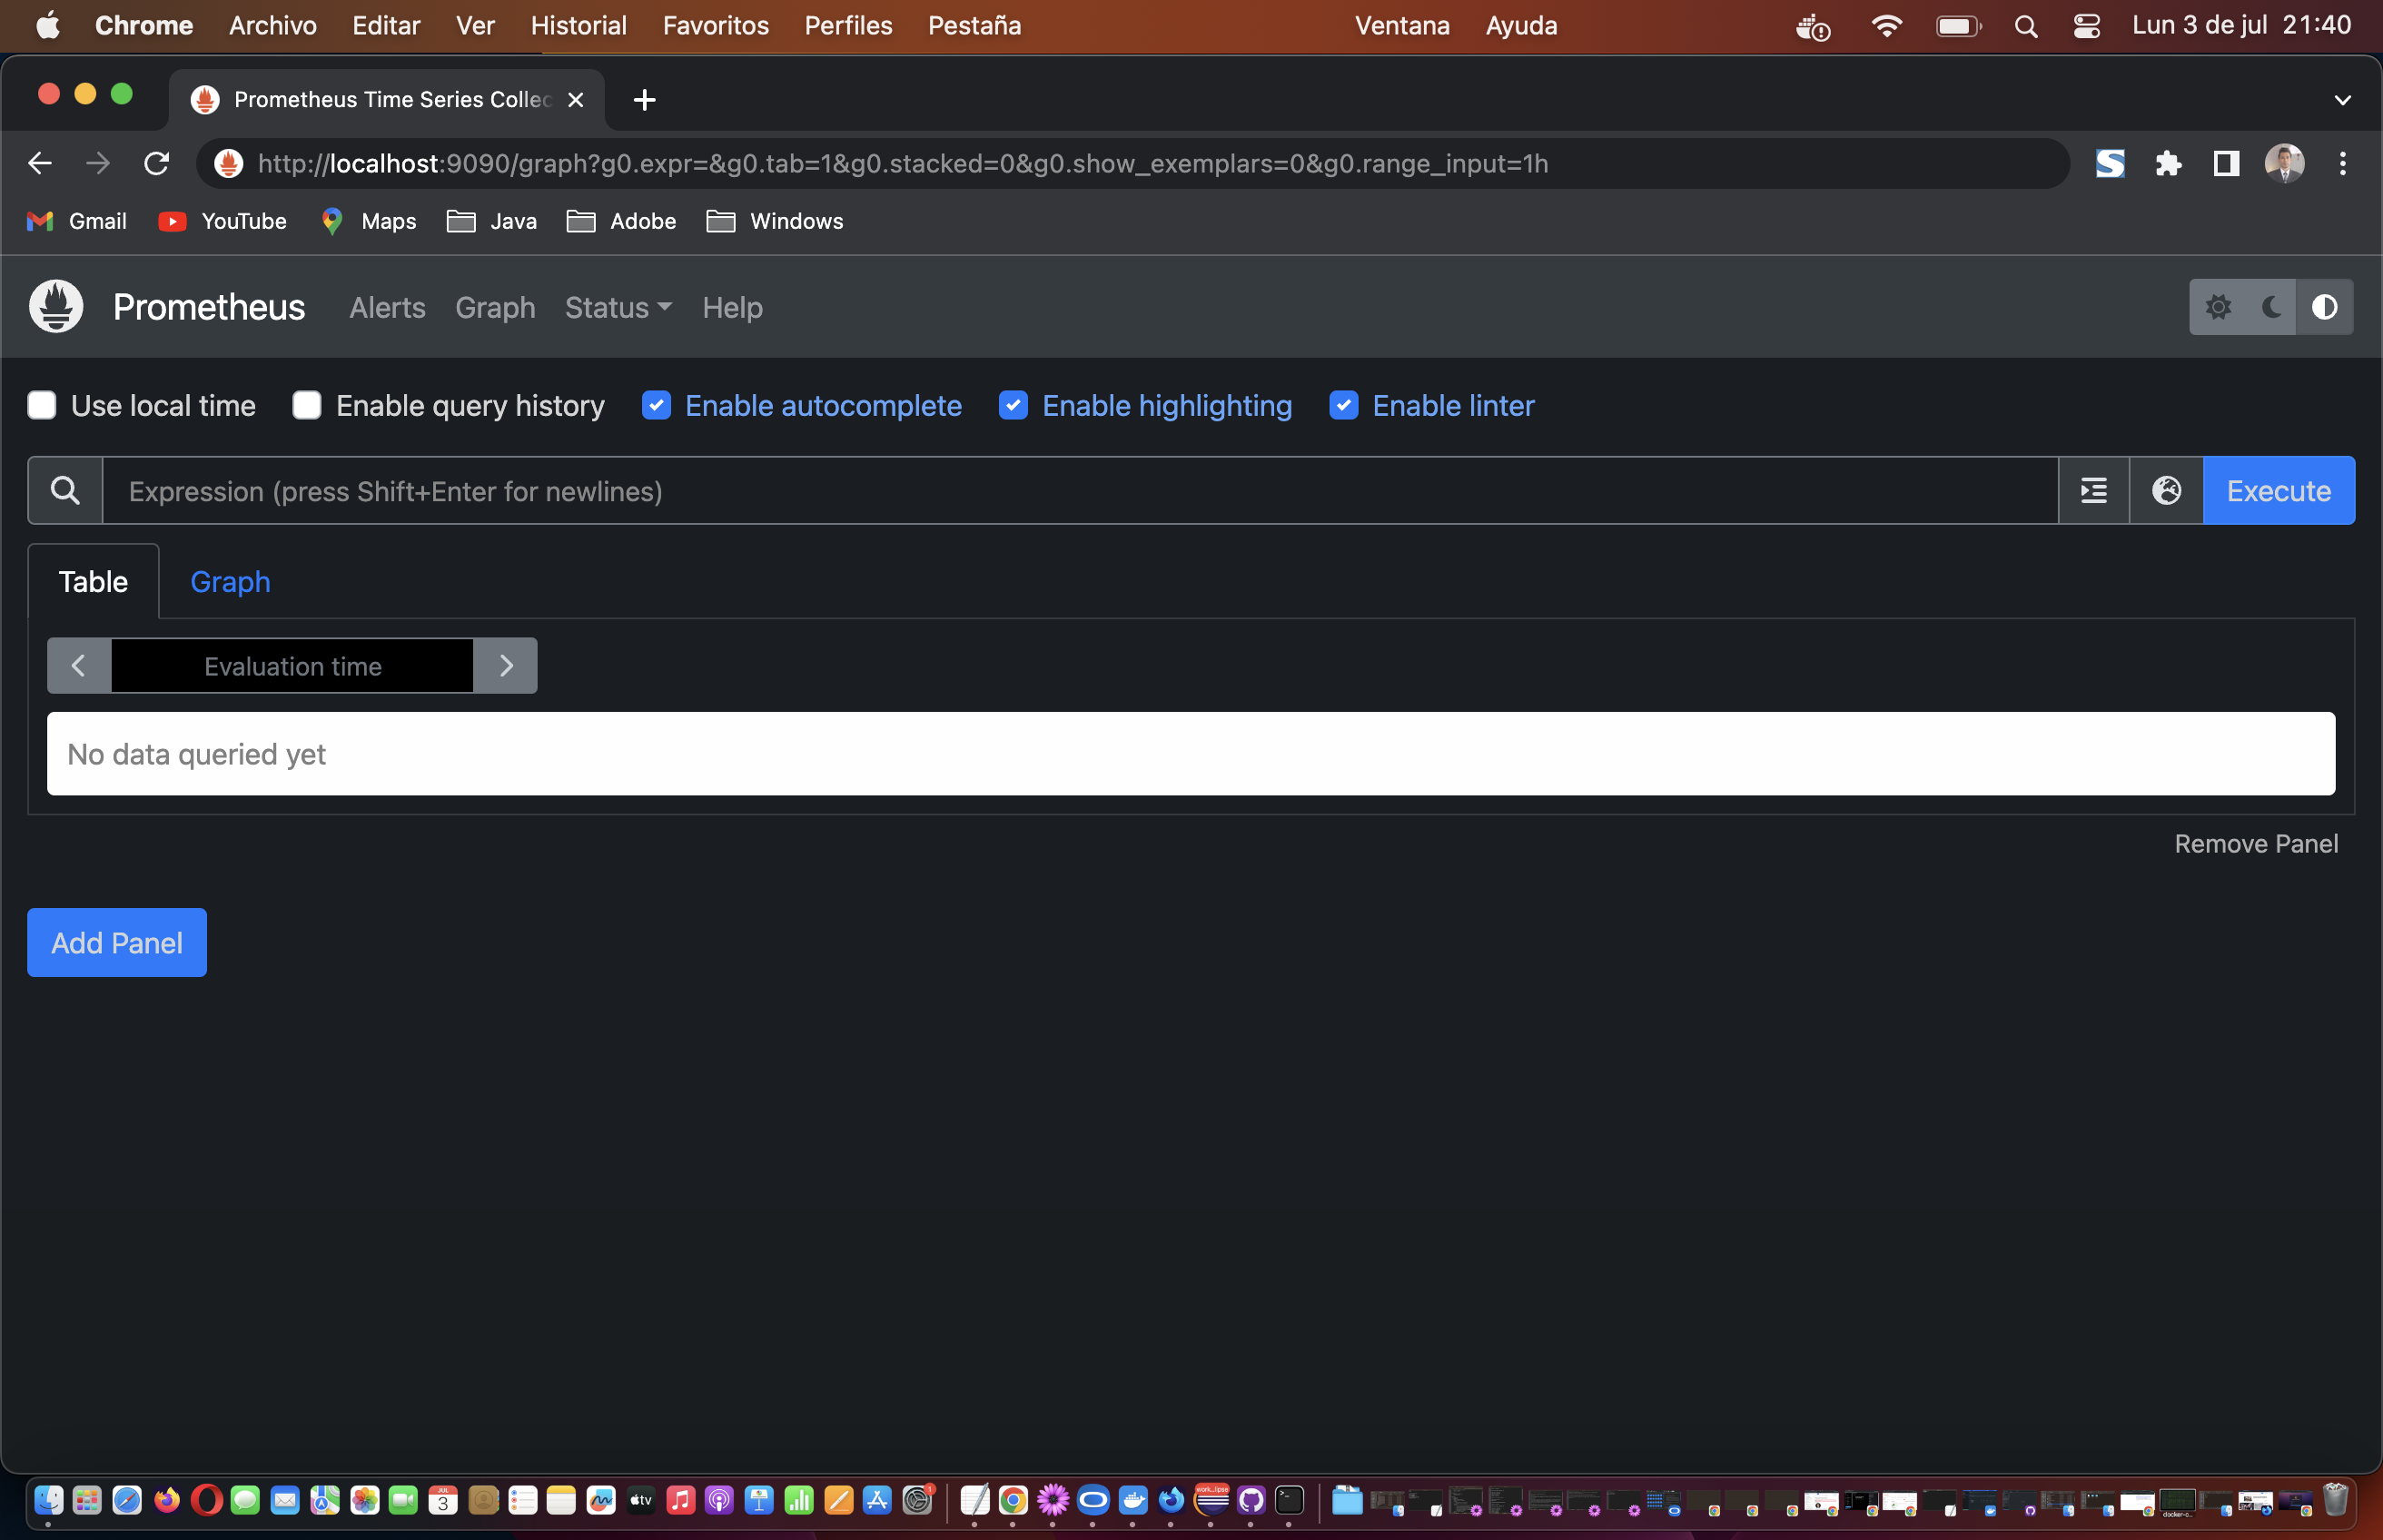 Chrome Archivo Editar Ver Historial Favoritos Perfiles Pestaña Ventana Ayuda Lun 3 de jul 21:40
Prometheus Time Series Collec
http://localhost:9090/graph?g0.expr=&g0.tab=1&g0.stacked=0&g0.show_exemplars=0&g0.range_input=1h
Gmail YouTube Maps Java Adobe Windows
Prometheus Alerts Graph Status Help
Use local time Enable query history Enable autocomplete Enable highlighting Enable linter
Expression (press Shift+Enter for newlines) Execute
Table Graph
Evaluation time
No data queried yet
Remove Panel
Add Panel
JUL
3
tv
1